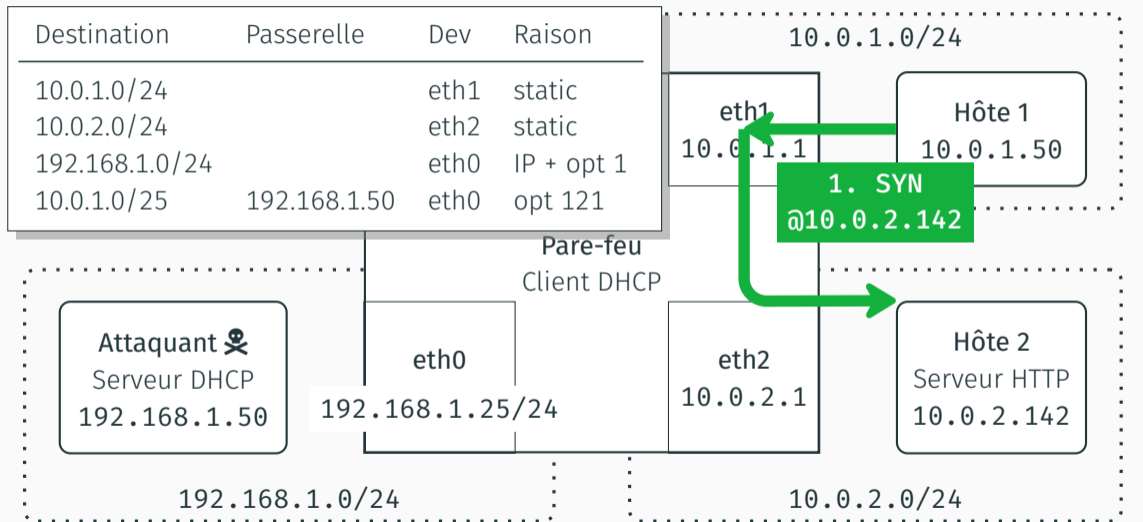 Destination Passerelle Dev Raison
10.0.1.0/24 eth1 static
10.0.2.0/24 eth2 static
192.168.1.0/24 eth0 IP + opt 1
10.0.1.0/25 192.168.1.50 eth0 opt 121
10.0.1.0/24
eth1
10.0.1.1
Hôte 1
10.0.1.50
1. SYN
@10.0.2.142
Pare-feu
Client DHCP
Attaquant
Serveur DHCP
192.168.1.50
eth0
192.168.1.25/24
eth2
10.0.2.1
Hôte 2
Serveur HTTP
10.0.2.142
192.168.1.0/24
10.0.2.0/24